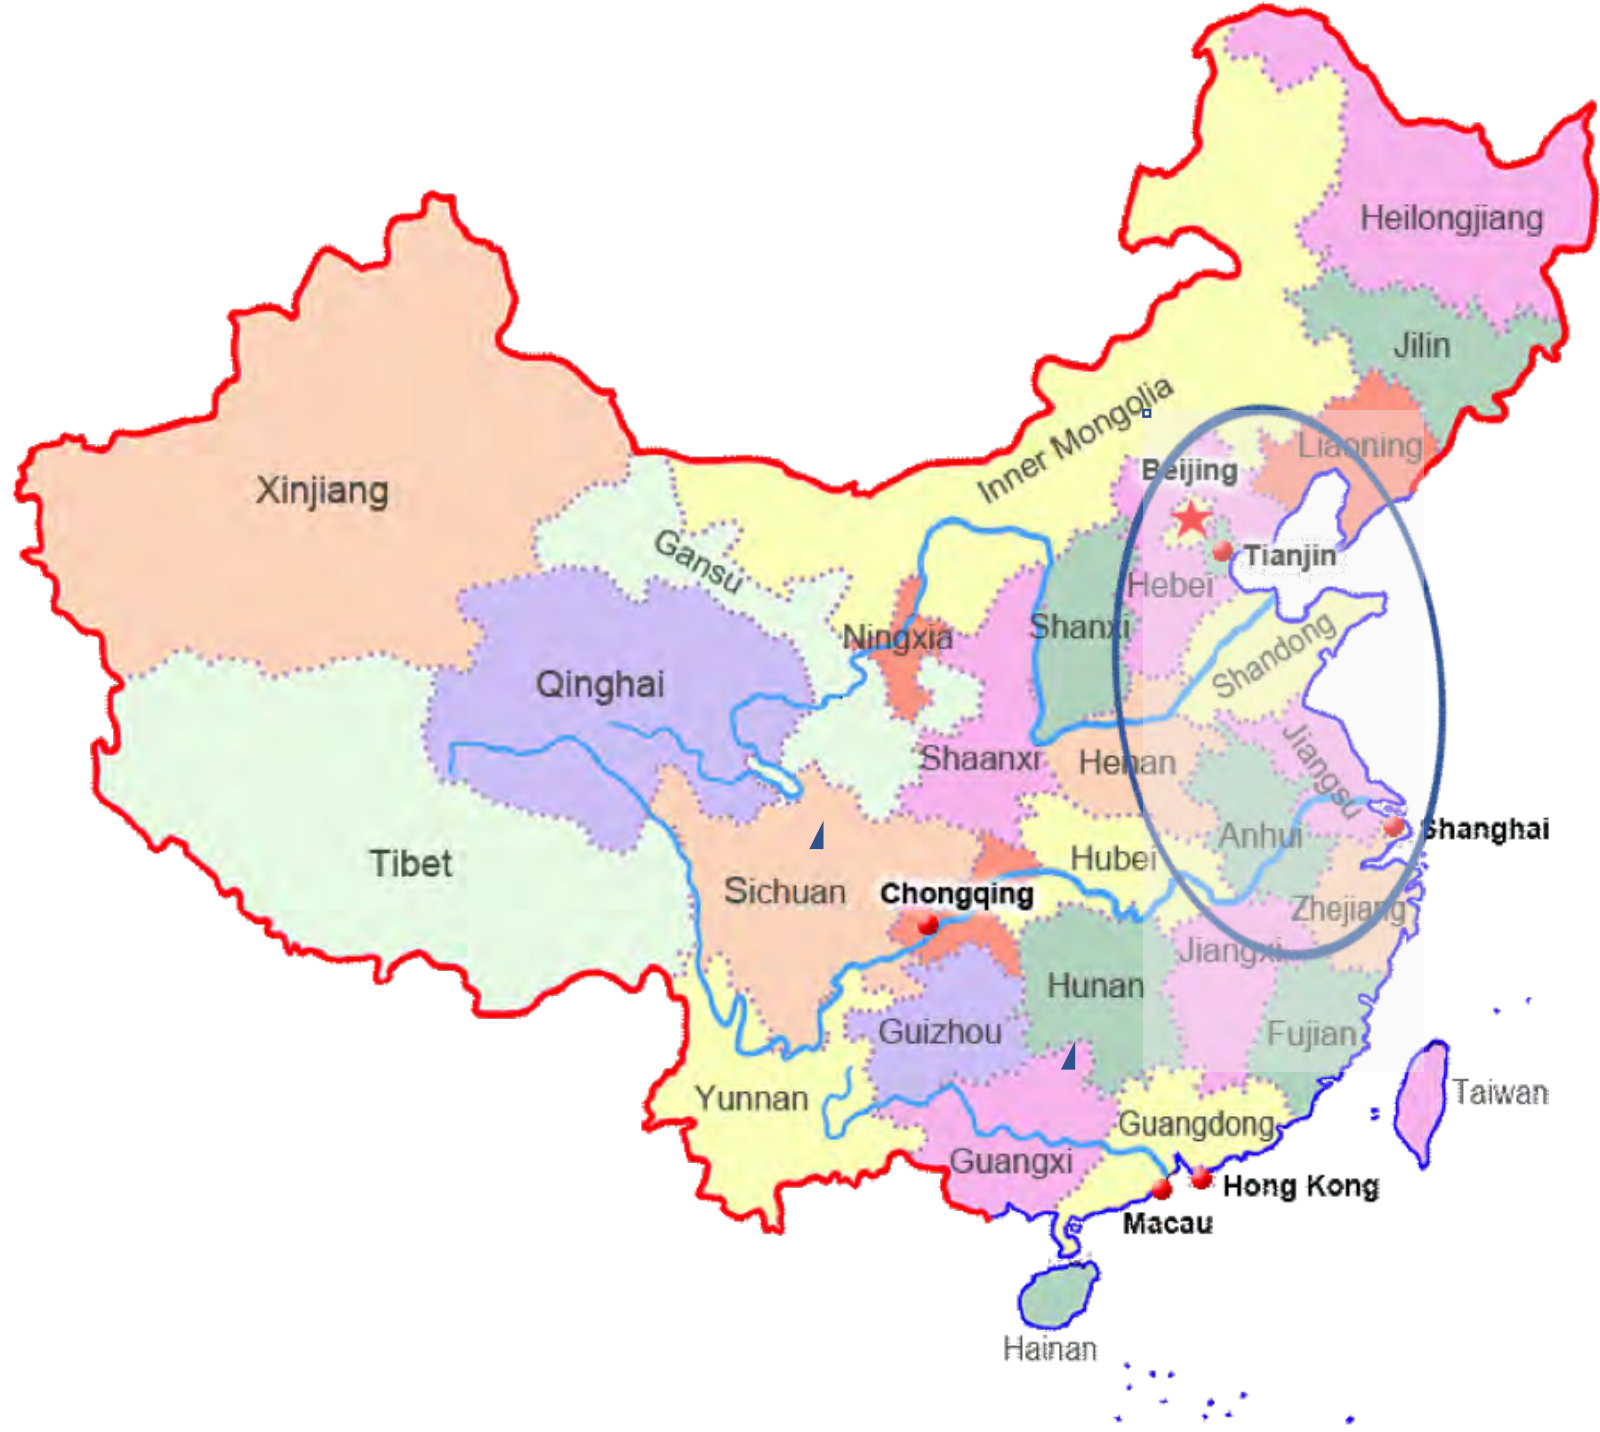 Heilongjiang
Jilin
Inner Mongolia
Liaoning
Beijing
Xinjiang
Gansu
Tianjin
Hebei
Ningxia
Shanxi
Shandong
Qinghai
Shaanxi
Henan
Jiangsu
Shanghai
Anhui
Hubei
Tibet
Sichuan
Chongqing
Zhejiang
Jiangxi
Hunan
Guizhou
Fujian
Yunnan
Taiwan
Guangdong
Guangxi
Hong Kong
Macau
Hainan